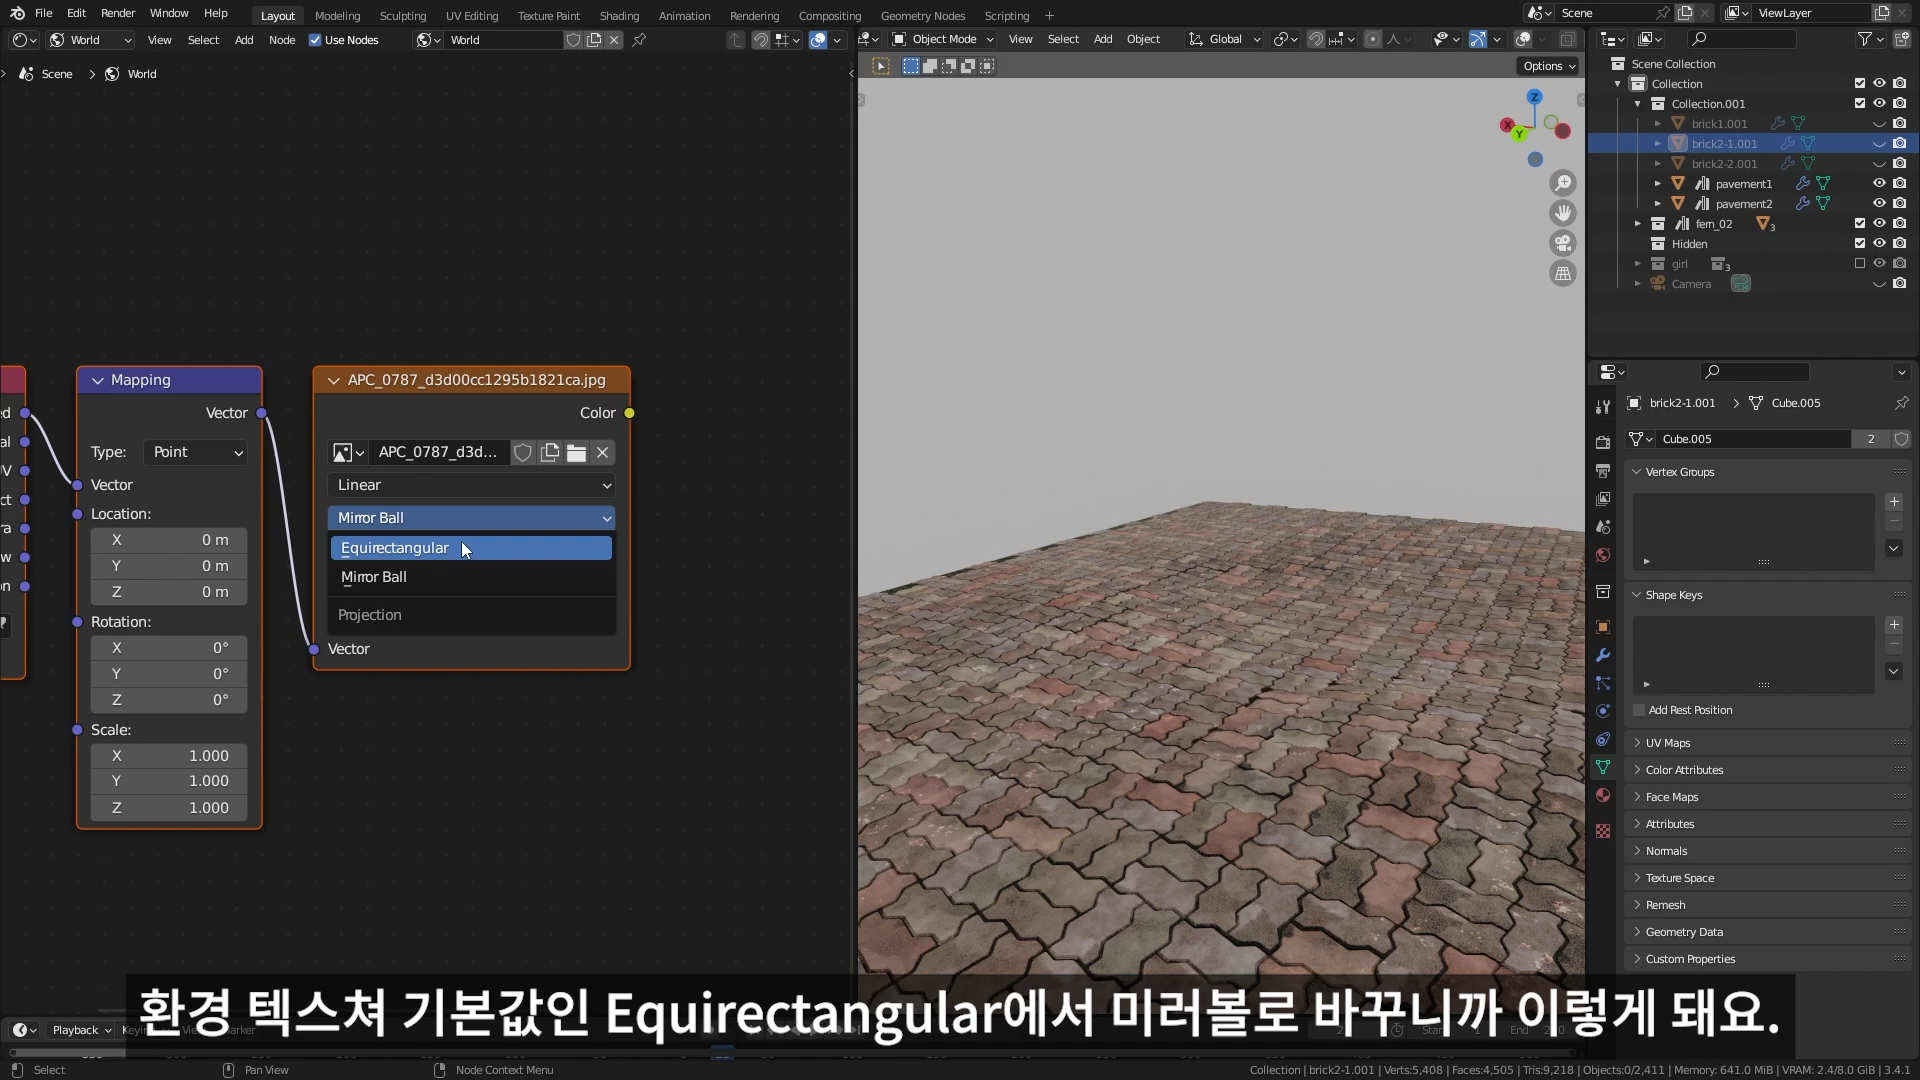 File Edit Render Window Help Layout Modeling Sculpting UV Editing Texture Paint Shading Animation Rendering Compositing Geometry Nodes Scripting + Scene ViewLayer
World View Select Add Node Use Nodes World Object Mode View Select Add Object Global
Options
Scene > World
Scene Collection
Collection
Collection.001
brick1.001
brick2-1.001
brick2-2.001
pavement1
pavement2
fern_02 3
Hidden
girl 3
Camera
Z
X
Y
Mapping
Vector
Type: Point
Vector
Location:
X 0 m
Y 0 m
Z 0 m
Rotation:
X 0°
Y 0°
Z 0°
Scale:
X 1.000
Y 1.000
Z 1.000
APC_0787_d3d00cc1295b1821ca.jpg
Color
APC_0787_d3d...
Linear
Mirror Ball
Equirectangular
Mirror Ball
Projection
Vector
brick2-1.001 > Cube.005
Cube.005 2
Vertex Groups
Shape Keys
Add Rest Position
UV Maps
Color Attributes
Face Maps
Attributes
Normals
Texture Space
Remesh
Geometry Data
Custom Properties
환경 텍스쳐 기본값인 Equirectangular에서 미러볼로 바꾸니까 이렇게 돼요.
Playback
Select Pan View Node Context Menu
Collection | brick2-1.001 | Verts:5,408 | Faces:4,505 | Tris:9,218 | Objects:0/2,411 | Memory: 641.0 MiB | VRAM: 2.4/8.0 GiB | 3.4.1